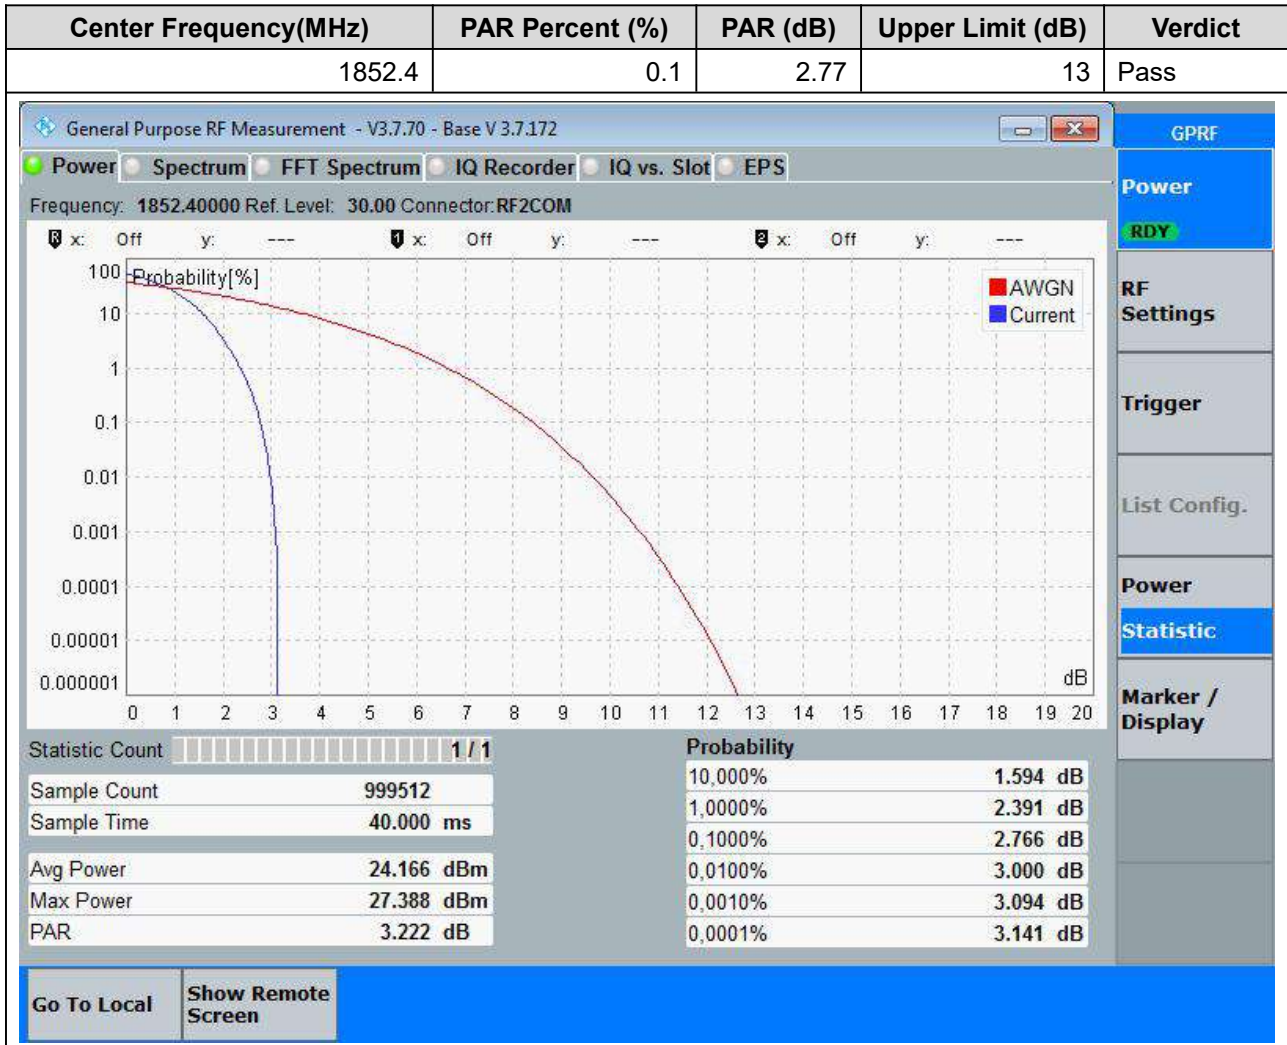 Center Frequency(MHz) PAR Percent (%) PAR (dB) Upper Limit (dB) Verdict
1852.4 0.1 2.77 13 Pass
General Purpose RF Measurement - V3.7.70 - Base V 3.7.172
GPRF
Power Spectrum FFT Spectrum IQ Recorder IQ vs. Slot EPS
Frequency: 1852.40000 Ref. Level: 30.00 Connector:RF2COM
R x: Off y: --- 1 x: Off y: --- 2 x: Off y: ---
Probability[%]
AWGN
Current
100
10
1
0.1
0.01
0.001
0.0001
0.00001
0.000001
dB
0 1 2 3 4 5 6 7 8 9 10 11 12 13 14 15 16 17 18 19 20
Statistic Count 1 / 1
Sample Count 999512
Sample Time 40.000 ms
Avg Power 24.166 dBm
Max Power 27.388 dBm
PAR 3.222 dB
Probability
10,000% 1.594 dB
1,0000% 2.391 dB
0,1000% 2.766 dB
0,0100% 3.000 dB
0,0010% 3.094 dB
0,0001% 3.141 dB
Power
RDY
RF
Settings
Trigger
List Config.
Power
Statistic
Marker /
Display
Go To Local
Show Remote
Screen